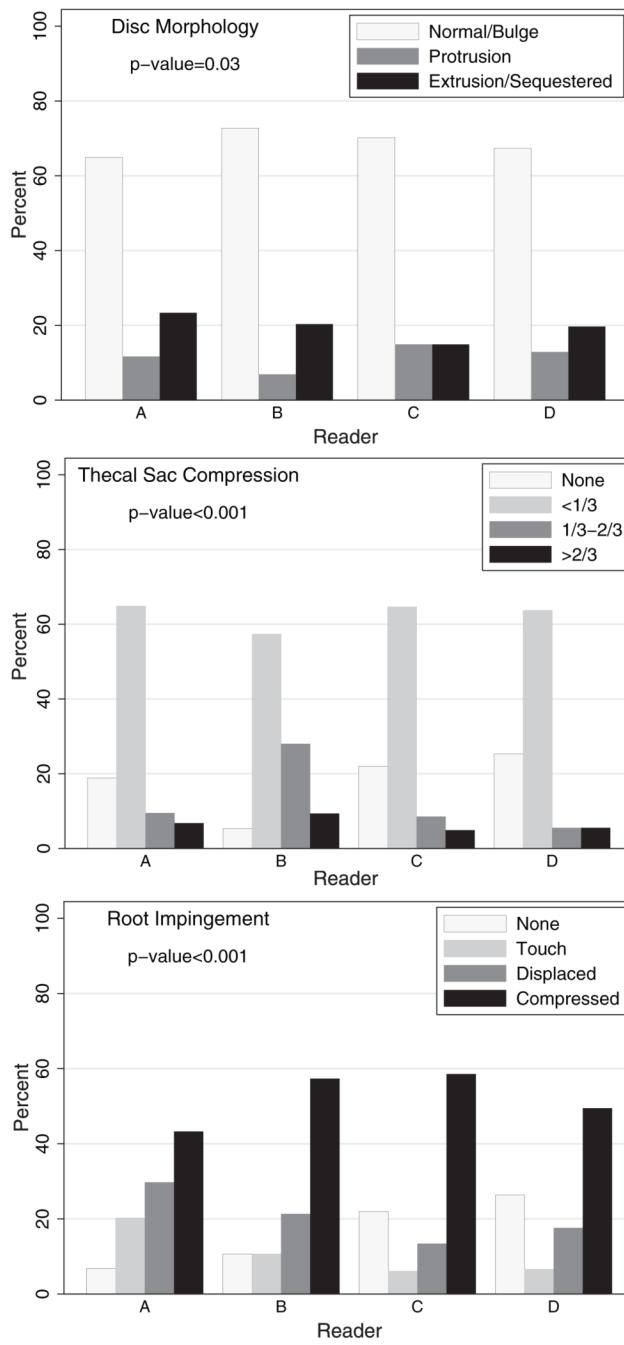 Disc Morphology
p-value=0.03
Normal/Bulge
Protrusion
Extrusion/Sequestered
Percent
100
80
60
40
20
0
A B C D
Reader
Thecal Sac Compression
p-value<0.001
None
<1/3
1/3-2/3
>2/3
Percent
100
80
60
40
20
0
A B C D
Reader
Root Impingement
p-value<0.001
None
Touch
Displaced
Compressed
Percent
100
80
60
40
20
0
A B C D
Reader